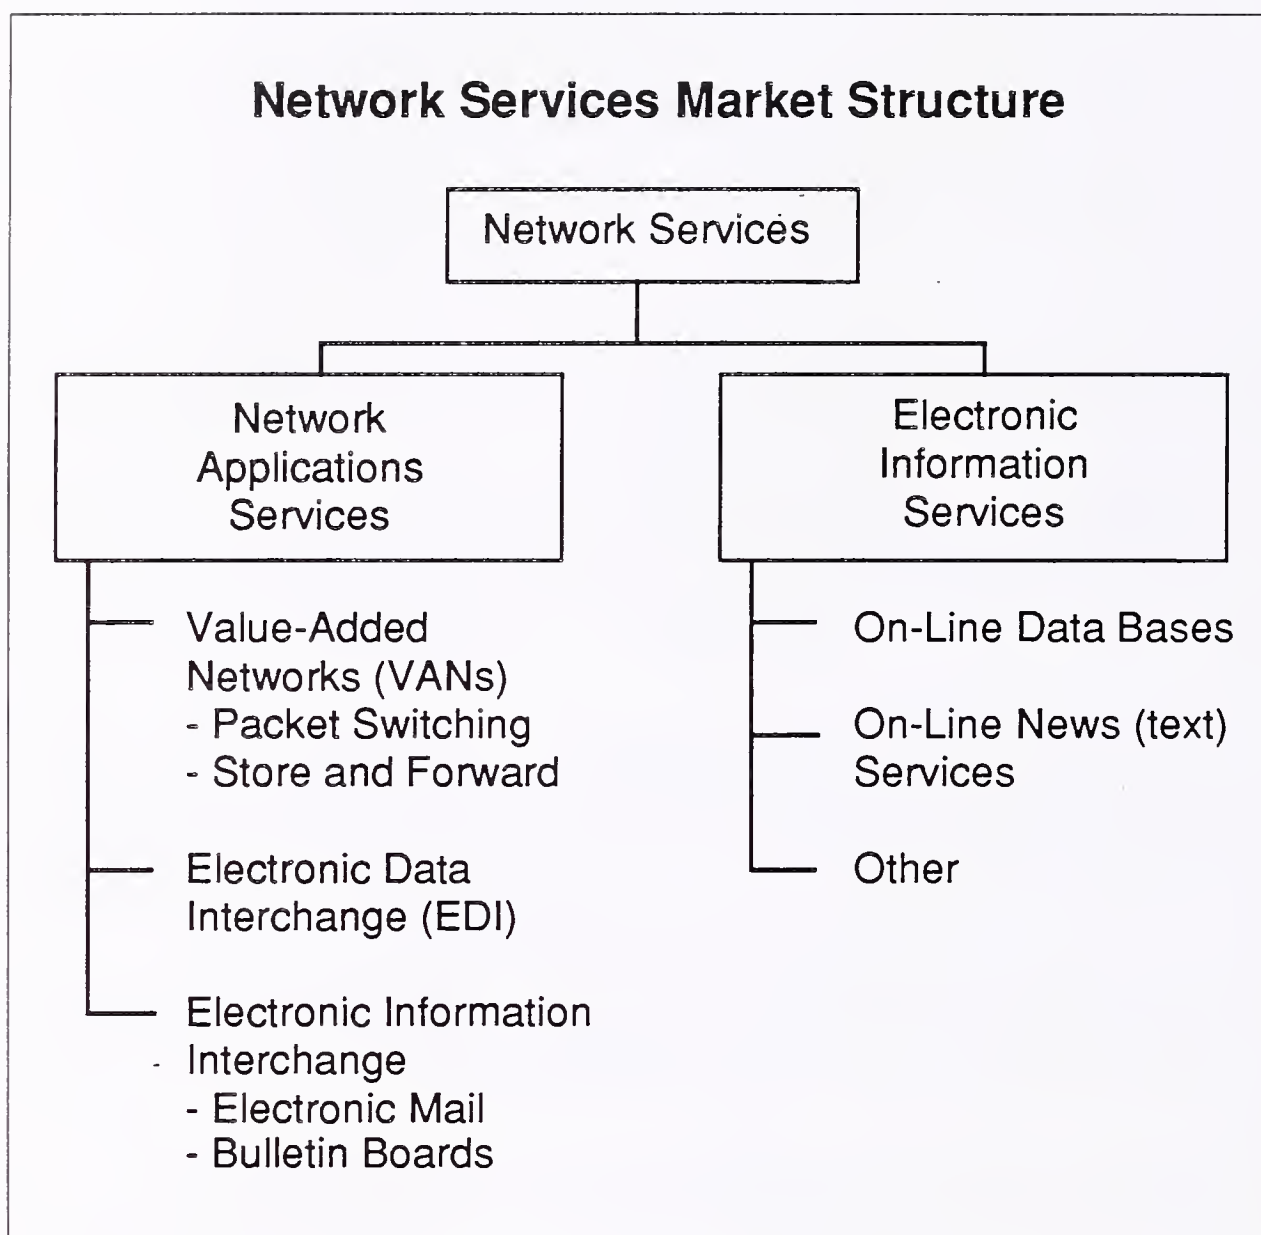 Network Services Market Structure
Network Services
Network
Applications
Services
Value-Added
Networks (VANs)
- Packet Switching
- Store and Forward
Electronic Data
Interchange (EDI)
Electronic Information
Interchange
- Electronic Mail
- Bulletin Boards
Electronic
Information
Services
On-Line Data Bases
On-Line News (text)
Services
Other